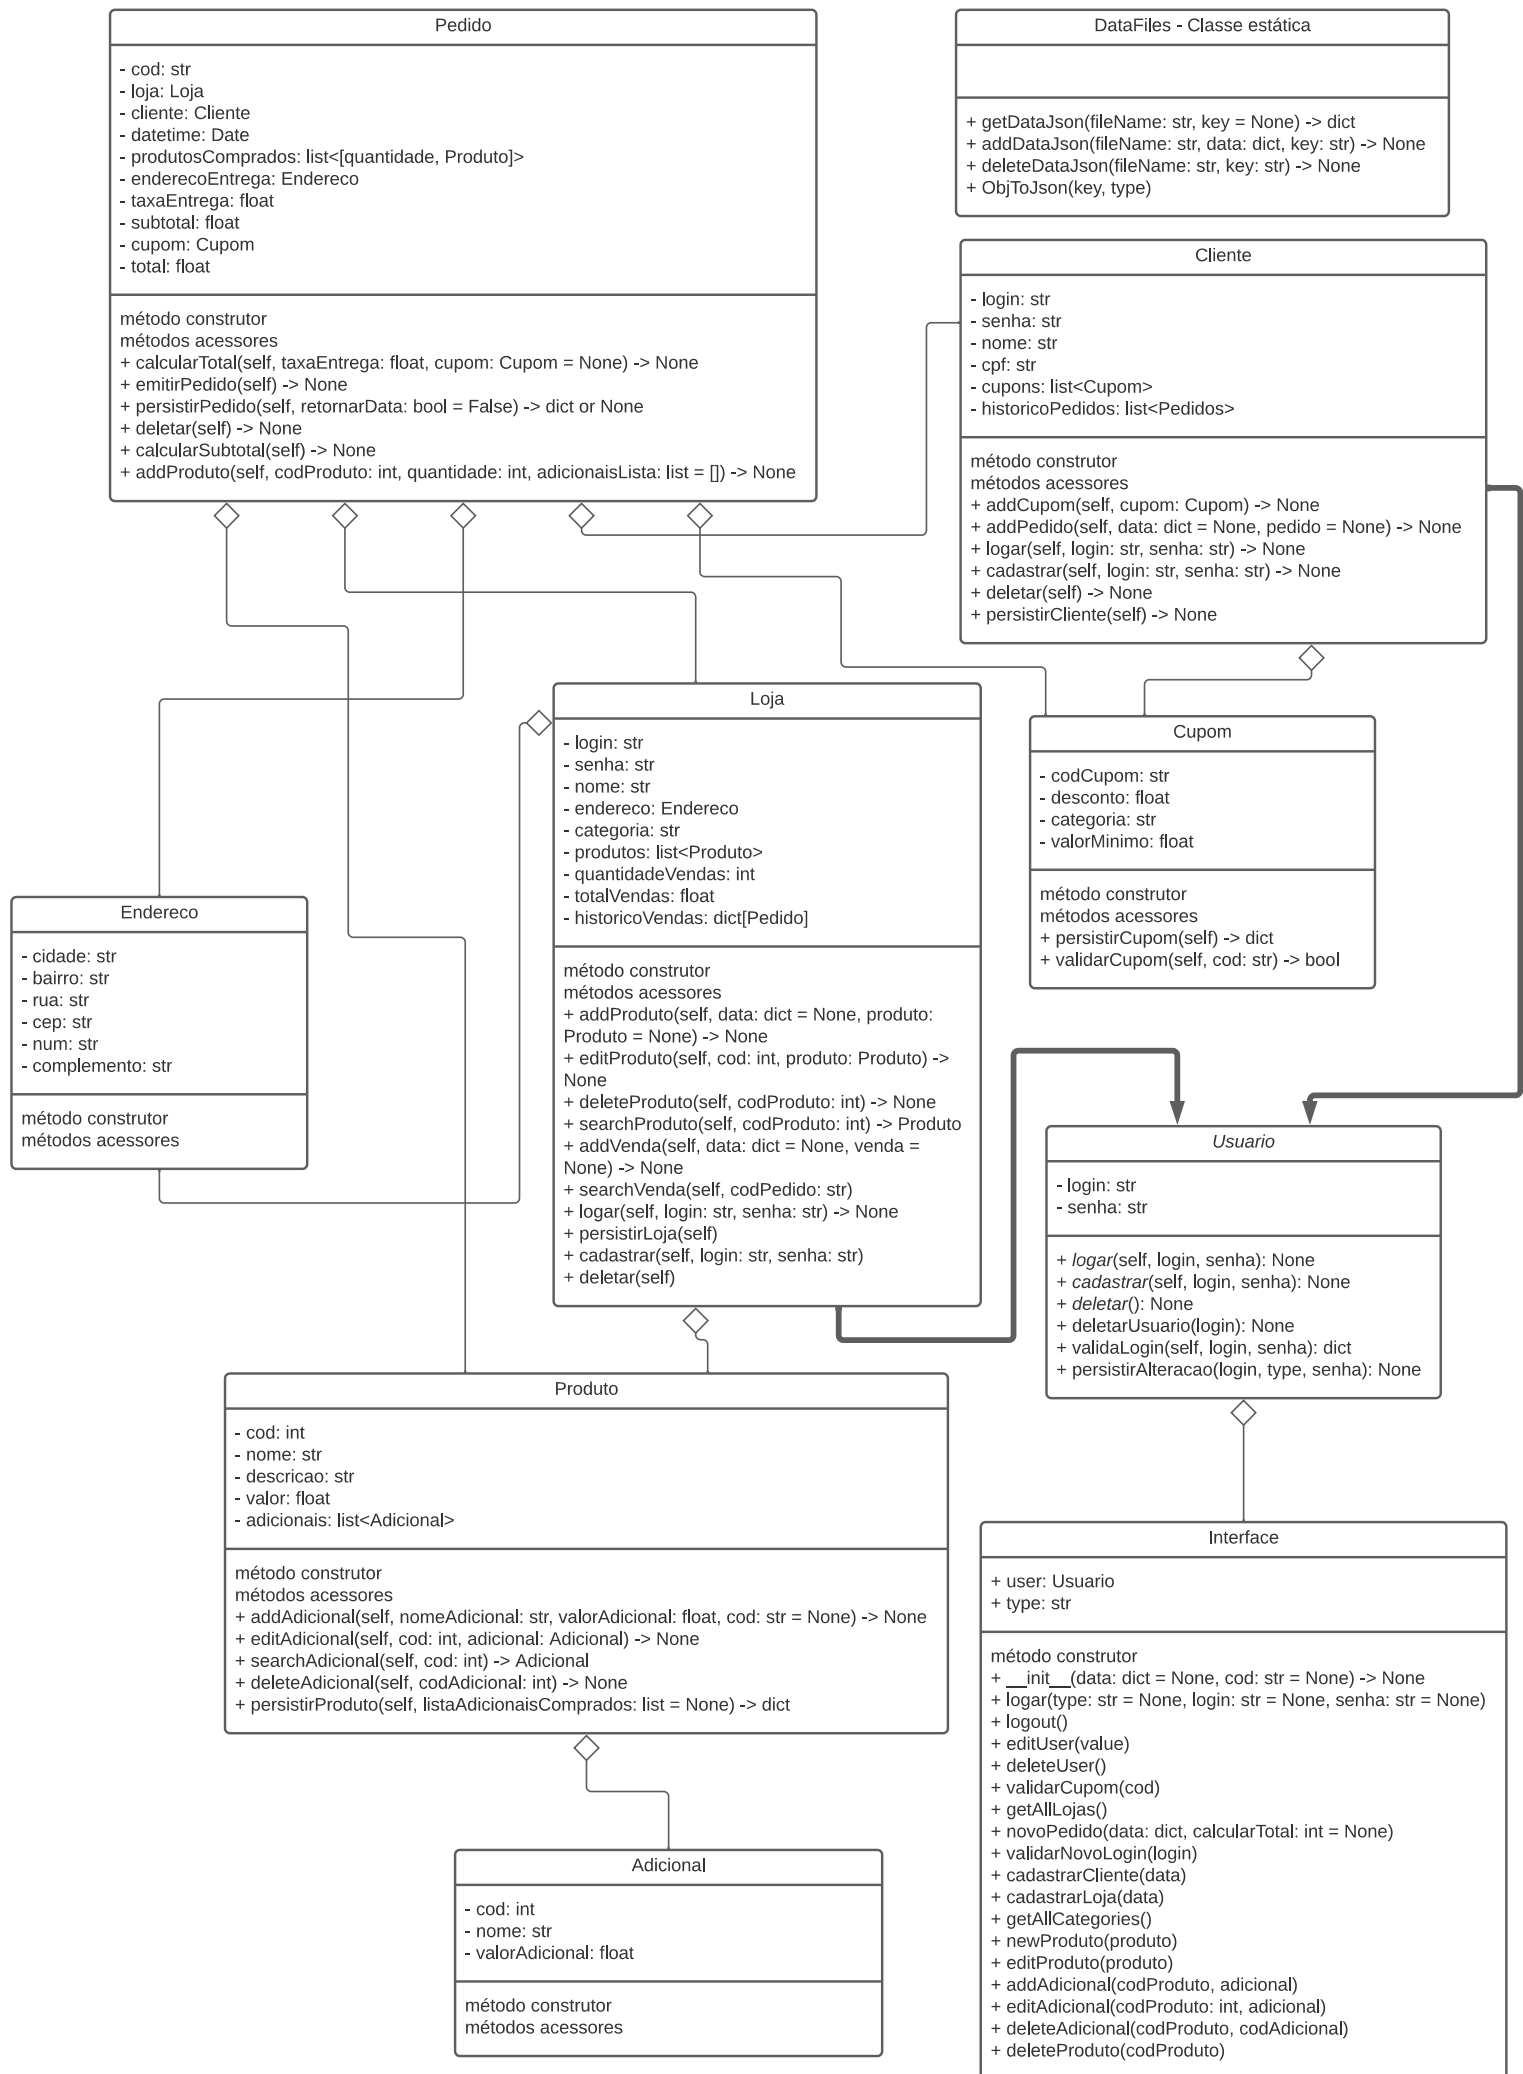 Pedido
- cod: str
- loja: Loja
- cliente: Cliente
- datetime: Date
- produtosComprados: list<[quantidade, Produto]>
- enderecoEntrega: Endereco
- taxaEntrega: float
- subtotal: float
- cupom: Cupom
- total: float
método construtor
métodos acessores
+ calcularTotal(self, taxaEntrega: float, cupom: Cupom = None) -> None
+ emitirPedido(self) -> None
+ persistirPedido(self, retornarData: bool = False) -> dict or None
+ deletar(self) -> None
+ calcularSubtotal(self) -> None
+ addProduto(self, codProduto: int, quantidade: int, adicionaisLista: list = []) -> None
DataFiles - Classe estática
+ getDataJson(fileName: str, key = None) -> dict
+ addDataJson(fileName: str, data: dict, key: str) -> None
+ deleteDataJson(fileName: str, key: str) -> None
+ ObjToJson(key, type)
Cliente
- login: str
- senha: str
- nome: str
- cpf: str
- cupons: list<Cupom>
- historicoPedidos: list<Pedidos>
método construtor
métodos acessores
+ addCupom(self, cupom: Cupom) -> None
+ addPedido(self, data: dict = None, pedido = None) -> None
+ logar(self, login: str, senha: str) -> None
+ cadastrar(self, login: str, senha: str) -> None
+ deletar(self) -> None
+ persistirCliente(self) -> None
Loja
- login: str
- senha: str
- nome: str
- endereco: Endereco
- categoria: str
- produtos: list<Produto>
- quantidadeVendas: int
- totalVendas: float
- historicoVendas: dict[Pedido]
método construtor
métodos acessores
+ addProduto(self, data: dict = None, produto:
Produto = None) -> None
+ editProduto(self, cod: int, produto: Produto) ->
None
+ deleteProduto(self, codProduto: int) -> None
+ searchProduto(self, codProduto: int) -> Produto
+ addVenda(self, data: dict = None, venda =
None) -> None
+ searchVenda(self, codPedido: str)
+ logar(self, login: str, senha: str) -> None
+ persistirLoja(self)
+ cadastrar(self, login: str, senha: str)
+ deletar(self)
Cupom
- codCupom: str
- desconto: float
- categoria: str
- valorMinimo: float
método construtor
métodos acessores
+ persistirCupom(self) -> dict
+ validarCupom(self, cod: str) -> bool
Endereco
- cidade: str
- bairro: str
- rua: str
- cep: str
- num: str
- complemento: str
método construtor
métodos acessores
Usuario
- login: str
- senha: str
+ logar(self, login, senha): None
+ cadastrar(self, login, senha): None
+ deletar(): None
+ deletarUsuario(login): None
+ validaLogin(self, login, senha): dict
+ persistirAlteracao(login, type, senha): None
Produto
- cod: int
- nome: str
- descricao: str
- valor: float
- adicionais: list<Adicional>
método construtor
métodos acessores
+ addAdicional(self, nomeAdicional: str, valorAdicional: float, cod: str = None) -> None
+ editAdicional(self, cod: int, adicional: Adicional) -> None
+ searchAdicional(self, cod: int) -> Adicional
+ deleteAdicional(self, codAdicional: int) -> None
+ persistirProduto(self, listaAdicionaisComprados: list = None) -> dict
Interface
+ user: Usuario
+ type: str
método construtor
+ __init__(data: dict = None, cod: str = None) -> None
+ logar(type: str = None, login: str = None, senha: str = None)
+ logout()
+ editUser(value)
+ deleteUser()
+ validarCupom(cod)
+ getAllLojas()
+ novoPedido(data: dict, calcularTotal: int = None)
+ validarNovoLogin(login)
+ cadastrarCliente(data)
+ cadastrarLoja(data)
+ getAllCategories()
+ newProduto(produto)
+ editProduto(produto)
+ addAdicional(codProduto, adicional)
+ editAdicional(codProduto: int, adicional)
+ deleteAdicional(codProduto, codAdicional)
+ deleteProduto(codProduto)
Adicional
- cod: int
- nome: str
- valorAdicional: float
método construtor
métodos acessores